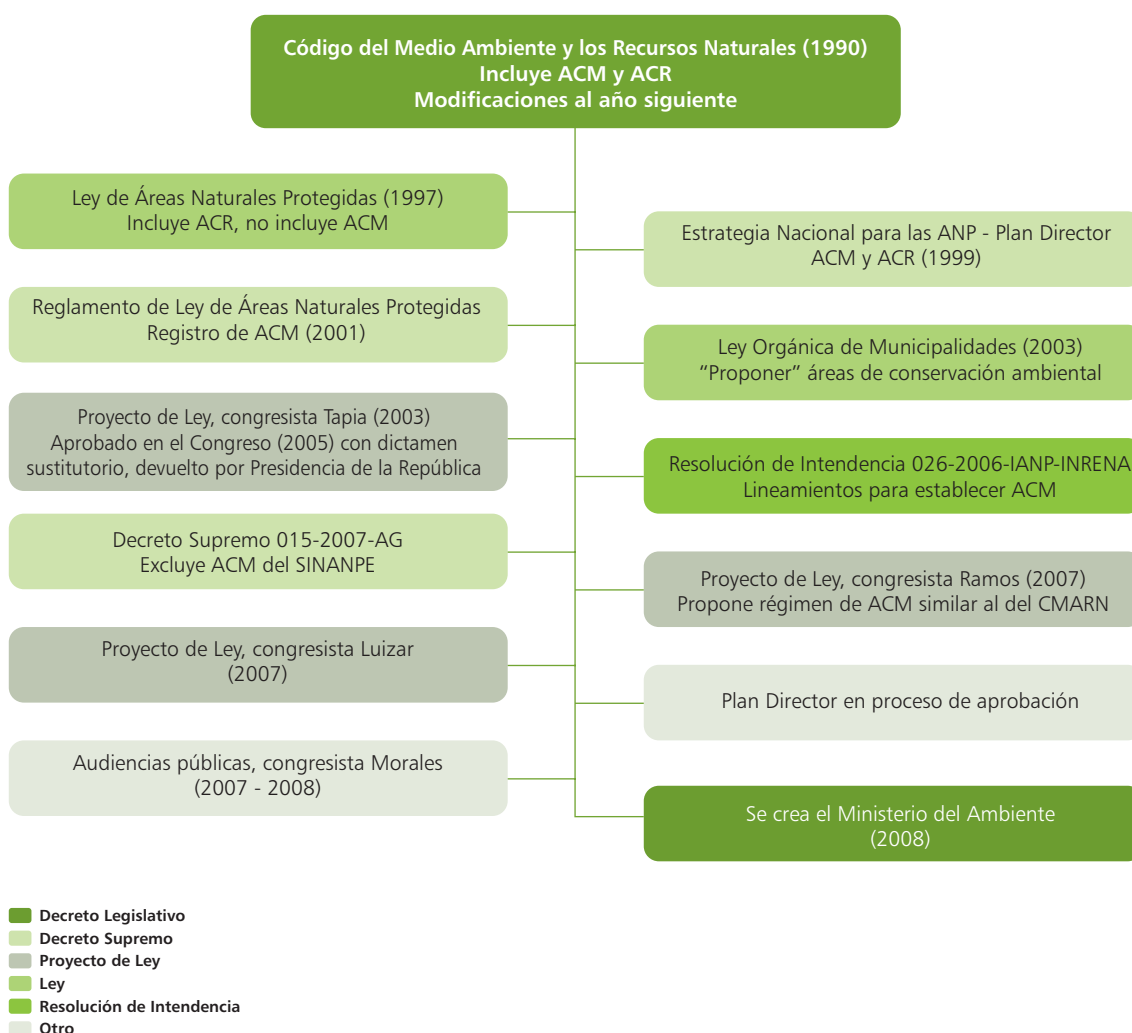 Código del Medio Ambiente y los Recursos Naturales (1990)
Incluye ACM y ACR
Modificaciones al año siguiente
Ley de Áreas Naturales Protegidas (1997)
Incluye ACR, no incluye ACM
Estrategia Nacional para las ANP - Plan Director
ACM y ACR (1999)
Reglamento de Ley de Áreas Naturales Protegidas
Registro de ACM (2001)
Ley Orgánica de Municipalidades (2003)
“Proponer” áreas de conservación ambiental
Proyecto de Ley, congresista Tapia (2003)
Aprobado en el Congreso (2005) con dictamen
sustitutorio, devuelto por Presidencia de la República
Resolución de Intendencia 026-2006-IANP-INRENA
Lineamientos para establecer ACM
Decreto Supremo 015-2007-AG
Excluye ACM del SINANPE
Proyecto de Ley, congresista Ramos (2007)
Propone régimen de ACM similar al del CMARN
Proyecto de Ley, congresista Luizar
(2007)
Plan Director en proceso de aprobación
Audiencias públicas, congresista Morales
(2007 - 2008)
Se crea el Ministerio del Ambiente
(2008)
Decreto Legislativo
Decreto Supremo
Proyecto de Ley
Ley
Resolución de Intendencia
Otro